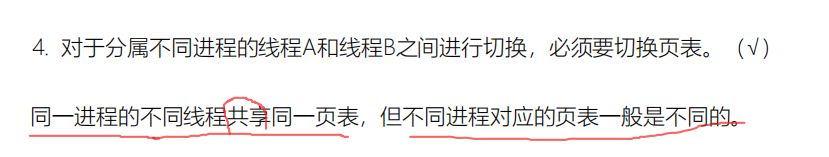 4. 对于分属不同进程的线程A和线程B之间进行切换，必须要切换页表。（√）
同一进程的不同线程共享同一页表，但不同进程对应的页表一般是不同的。